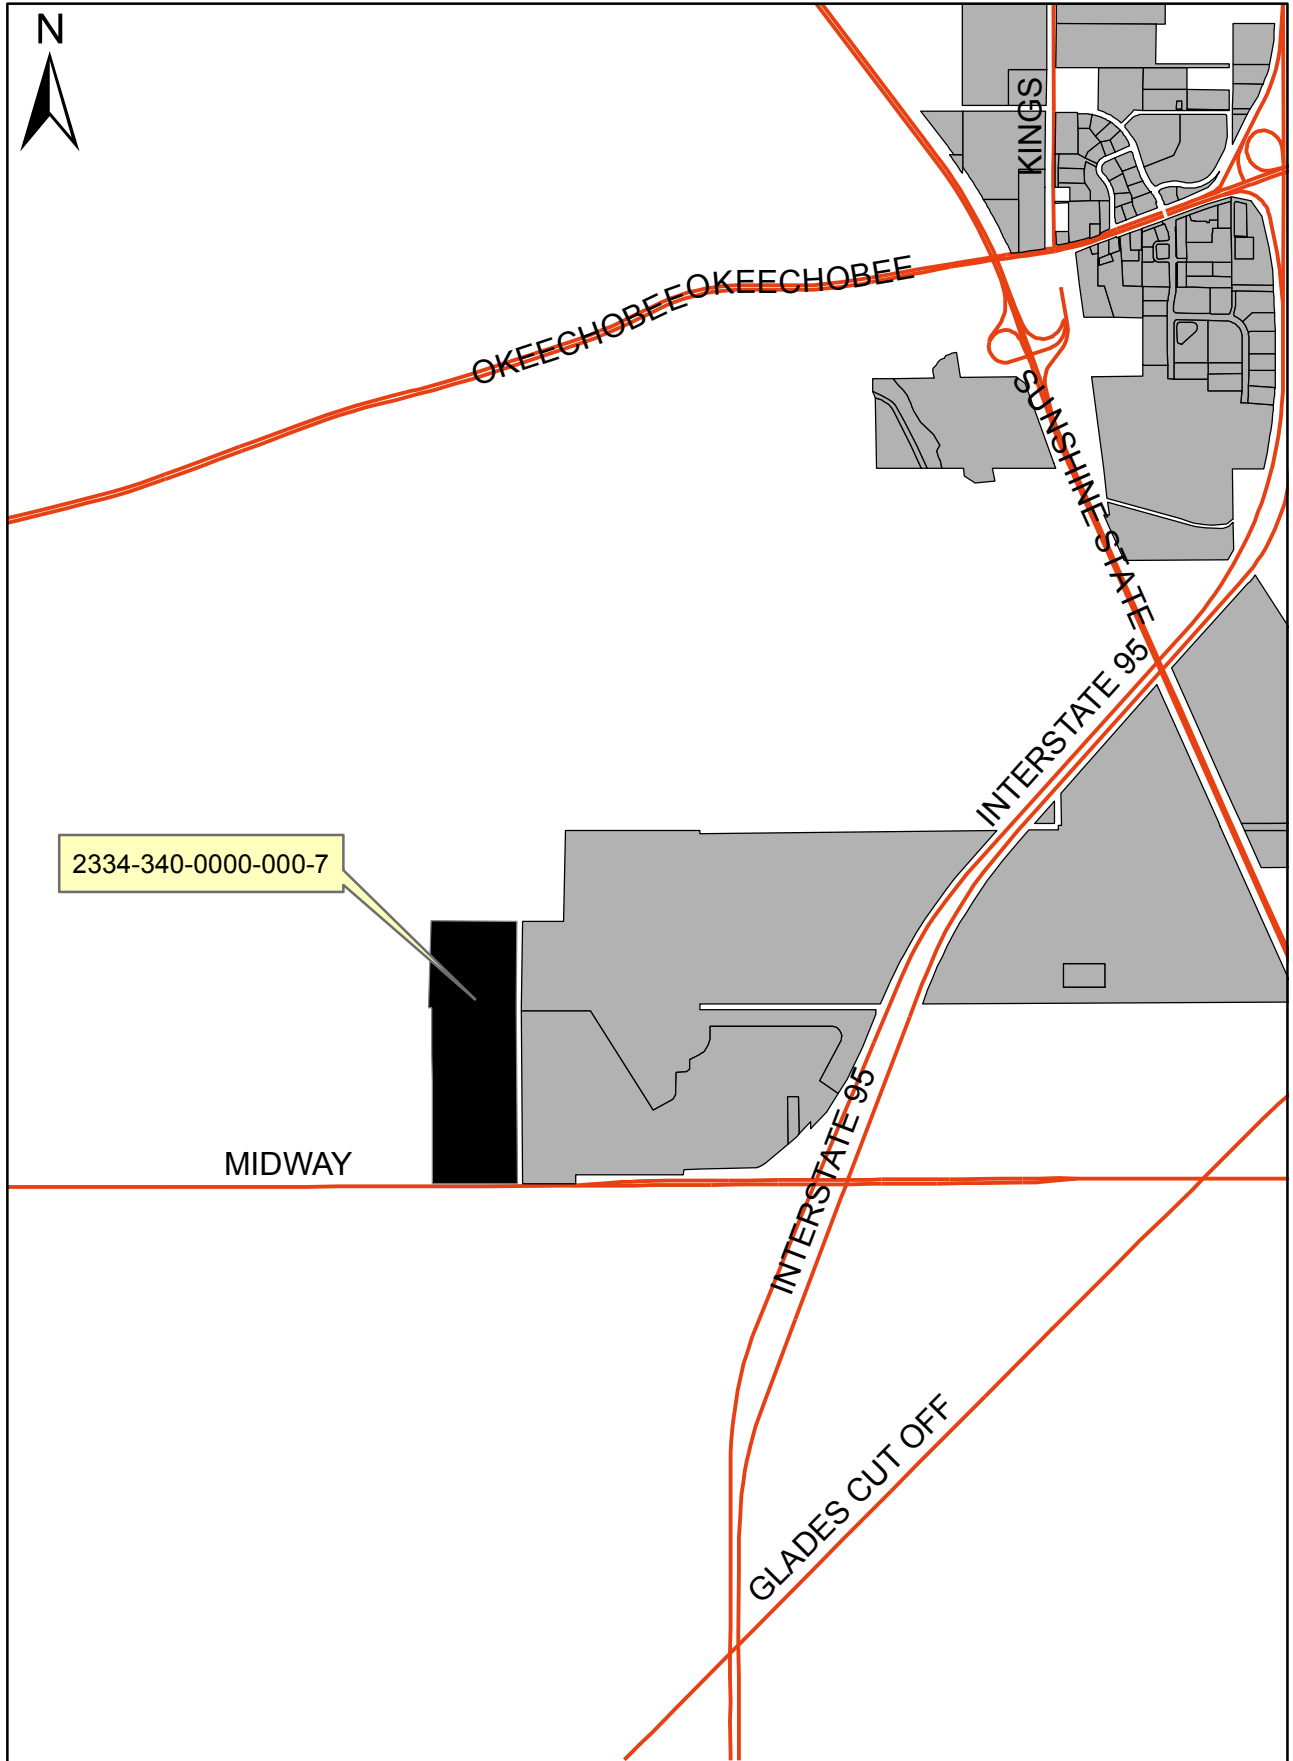 N
KINGS
OKEECHOBEE
OKEECHOBEE
SUNSHINE STATE
INTERSTATE 95
2334-340-0000-000-7
INTERSTATE 95
MIDWAY
GLADES CUT OFF